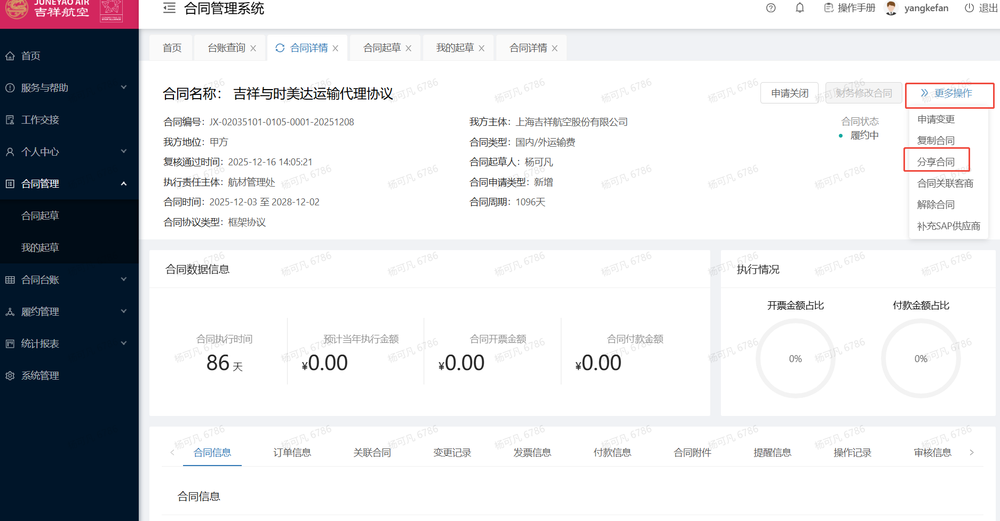 JUNEYAO AIR
吉祥航空
CONNECTING TO
STAR ALLIANCE
合同管理系统
操作手册
yangkefan
退出
首页
服务与帮助
工作交接
个人中心
合同管理
合同起草
我的起草
合同台账
履约管理
统计报表
系统管理
首页 台账查询 合同详情 合同起草 我的起草 合同详情
合同名称： 吉祥与时美达运输代理协议
申请关闭 财务修改合同 更多操作
申请变更
复制合同
分享合同
合同关联客商
解除合同
补充SAP供应商
合同状态
履约中
合同编号：JX-02035101-0105-0001-20251208
我方主体：上海吉祥航空股份有限公司
我方地位：甲方
合同类型：国内/外运输费
复核通过时间：2025-12-16 14:05:21
合同起草人：杨可凡
执行责任主体：航材管理处
合同申请类型：新增
合同时间：2025-12-03 至 2028-12-02
合同周期：1096天
合同协议类型：框架协议
合同数据信息
合同执行时间
86 天
预计当年执行金额
¥0.00
合同开票金额
¥0.00
合同付款金额
¥0.00
执行情况
开票金额占比
0%
付款金额占比
0%
合同信息 订单信息 关联合同 变更记录 发票信息 付款信息 合同附件 提醒信息 操作记录 审核信息
合同信息
杨可凡 6786